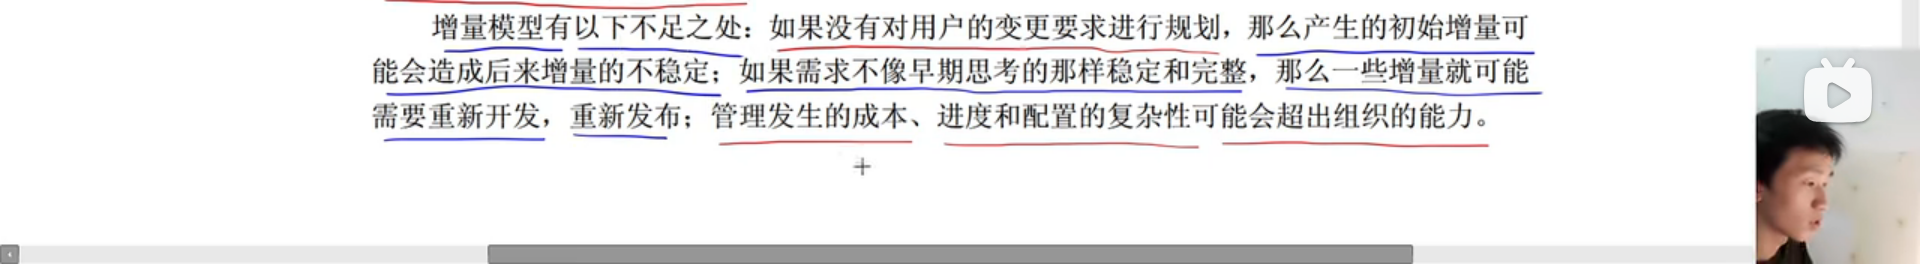 增量模型有以下不足之处：如果没有对用户的变更要求进行规划，那么产生的初始增量可
能会造成后来增量的不稳定；如果需求不像早期思考的那样稳定和完整，那么一些增量就可能
需要重新开发，重新发布；管理发生的成本、进度和配置的复杂性可能会超出组织的能力。